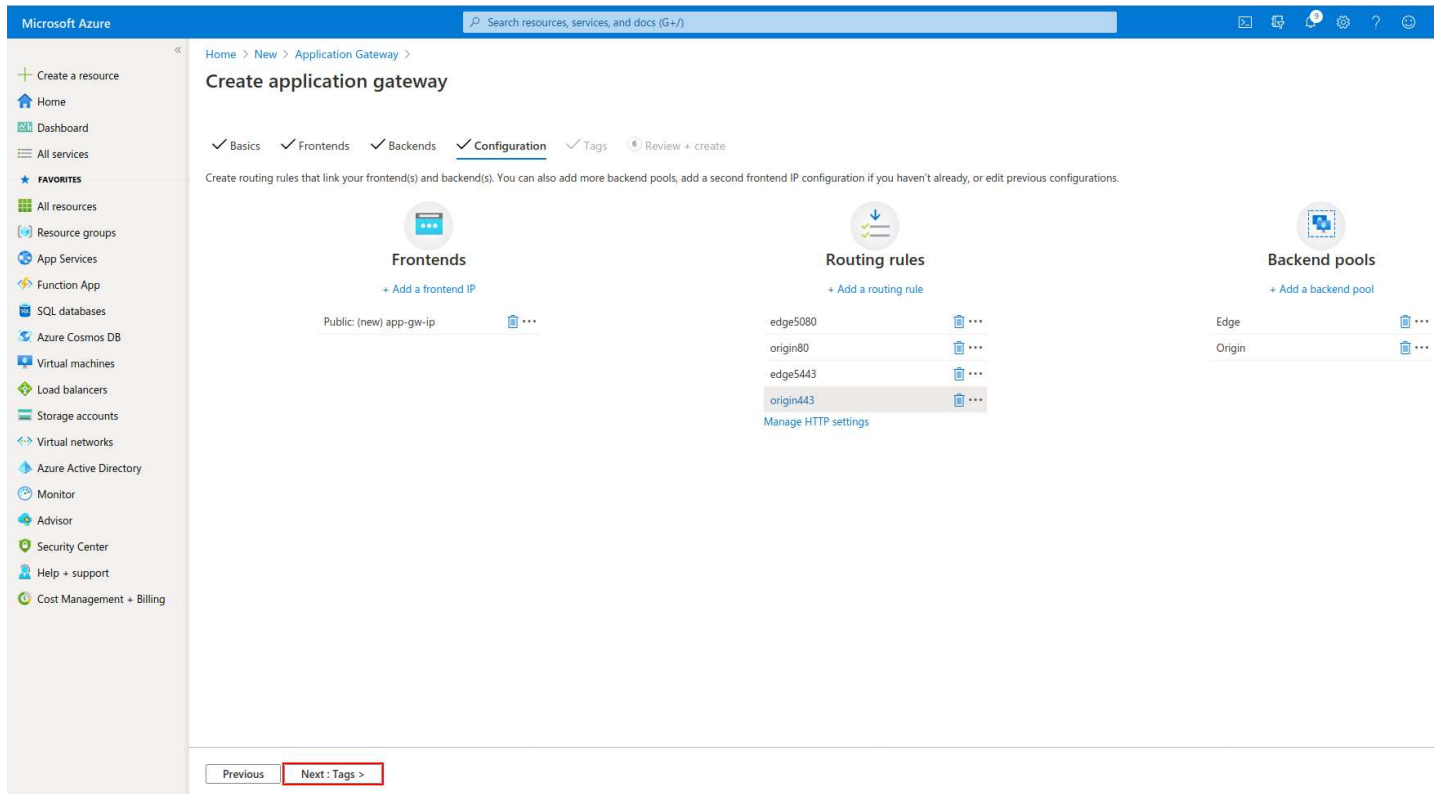 Microsoft Azure
Search resources, services, and docs (G+/)
9
?
«
Create a resource
Home
Dashboard
All services
FAVORITES
All resources
Resource groups
App Services
Function App
SQL databases
Azure Cosmos DB
Virtual machines
Load balancers
Storage accounts
Virtual networks
Azure Active Directory
Monitor
Advisor
Security Center
Help + support
Cost Management + Billing
Home > New > Application Gateway >
Create application gateway
Basics Frontends Backends Configuration Tags 6 Review + create
Create routing rules that link your frontend(s) and backend(s). You can also add more backend pools, add a second frontend IP configuration if you haven't already, or edit previous configurations.
Frontends
+ Add a frontend IP
Public: (new) app-gw-ip
Routing rules
+ Add a routing rule
edge5080
origin80
edge5443
origin443
Manage HTTP settings
Backend pools
+ Add a backend pool
Edge
Origin
Previous Next : Tags >